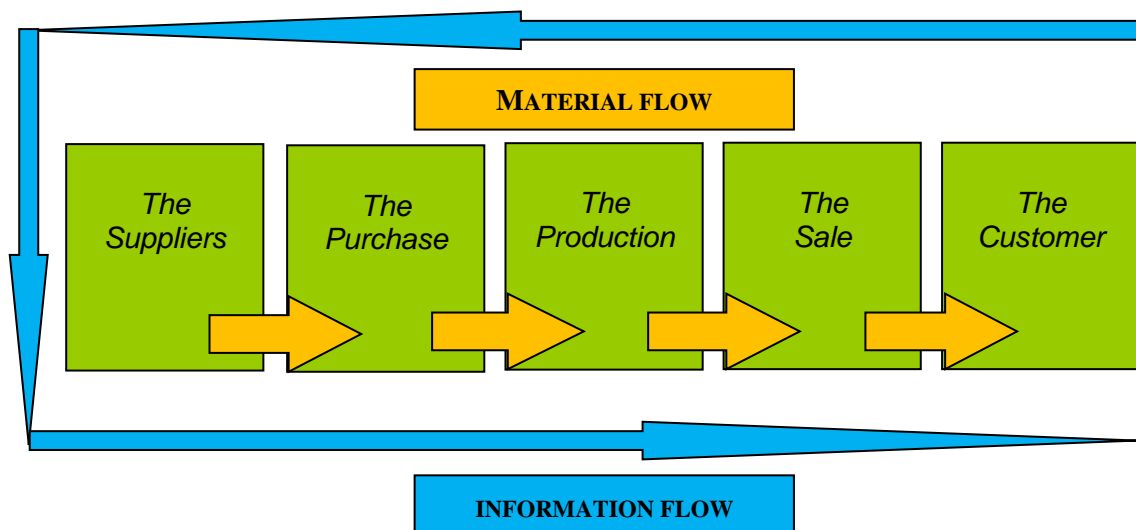 MATERIAL FLOW
The
Suppliers
The
Purchase
The
Production
The
Sale
The
Customer
INFORMATION FLOW